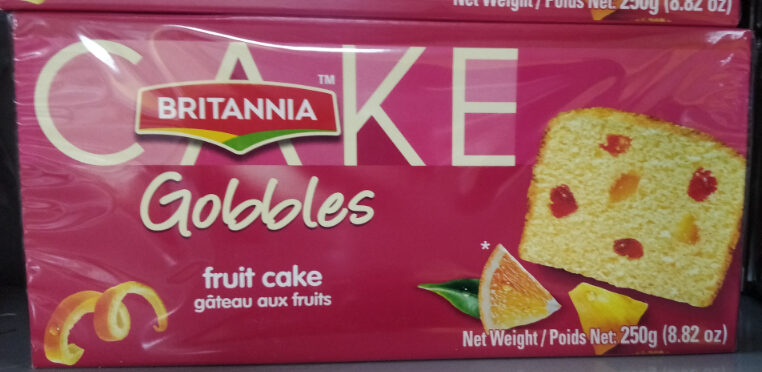 Net Weight / Poids Net: 250g (8.82 oz)
CAKE
BRITANNIA
TM
Gobbles
fruit cake
gâteau aux fruits
*
Net Weight / Poids Net: 250g (8.82 oz)